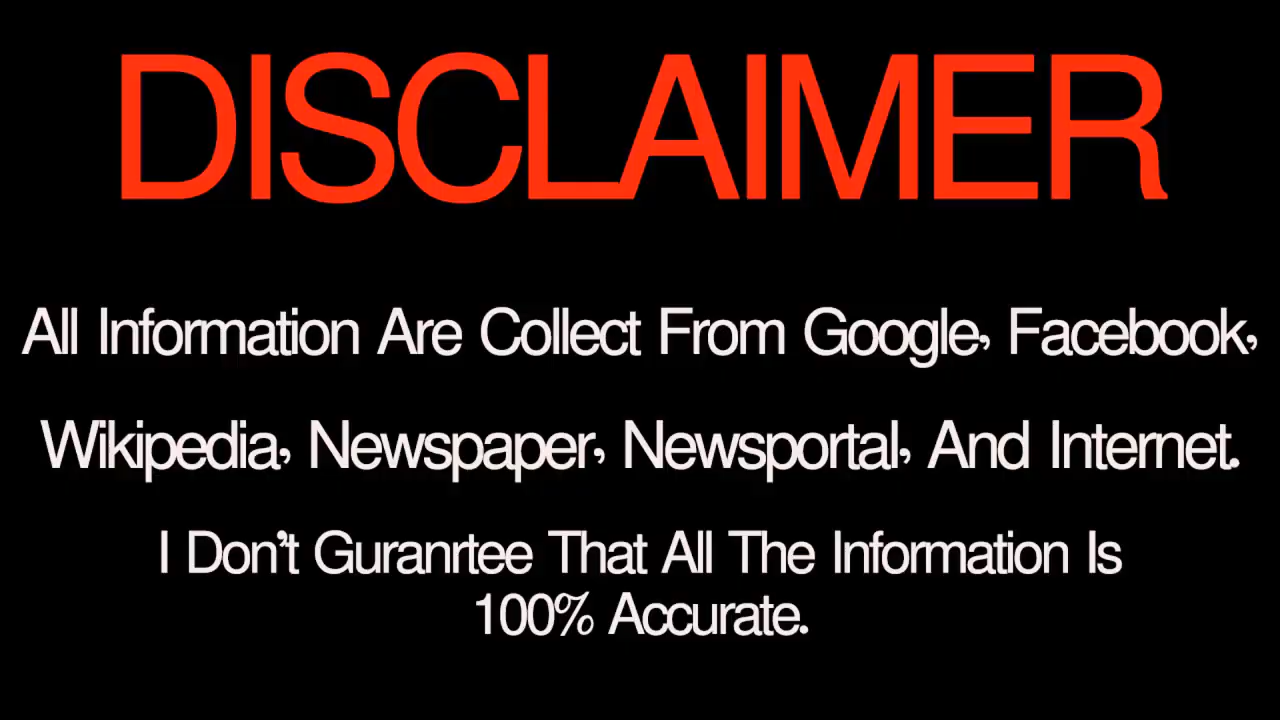 DISCLAIMER
All Information Are Collect From Google, Facebook,
Wikipedia, Newspaper, Newsportal, And Internet.
I Don't Guranrtee That All The Information Is
100% Accurate.